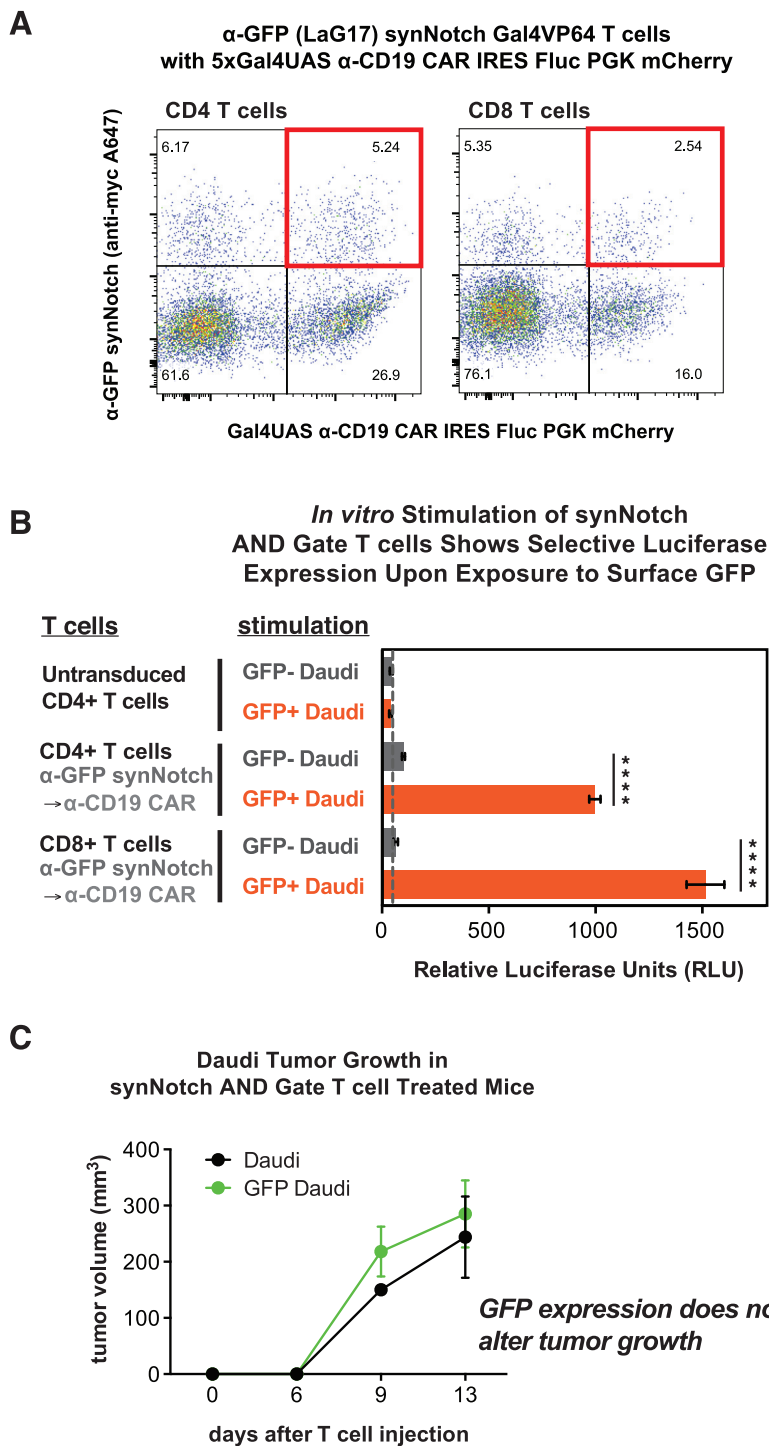 A
α-GFP (LaG17) synNotch Gal4VP64 T cells
with 5xGal4UAS α-CD19 CAR IRES Fluc PGK mCherry
CD4 T cells
CD8 T cells
α-GFP synNotch (anti-myc A647)
6.17
5.24
61.6
26.9
5.35
2.54
76.1
16.0
Gal4UAS α-CD19 CAR IRES Fluc PGK mCherry
B
In vitro Stimulation of synNotch
AND Gate T cells Shows Selective Luciferase
Expression Upon Exposure to Surface GFP
T cells
stimulation
Untransduced
CD4+ T cells
GFP- Daudi
GFP+ Daudi
CD4+ T cells
α-GFP synNotch
→α-CD19 CAR
GFP- Daudi
GFP+ Daudi
****
CD8+ T cells
α-GFP synNotch
→α-CD19 CAR
GFP- Daudi
GFP+ Daudi
****
0 500 1000 1500
Relative Luciferase Units (RLU)
C
Daudi Tumor Growth in
synNotch AND Gate T cell Treated Mice
tumor volume (mm³)
400
300
200
100
0
Daudi
GFP Daudi
0 6 9 13
days after T cell injection
GFP expression does no
alter tumor growth